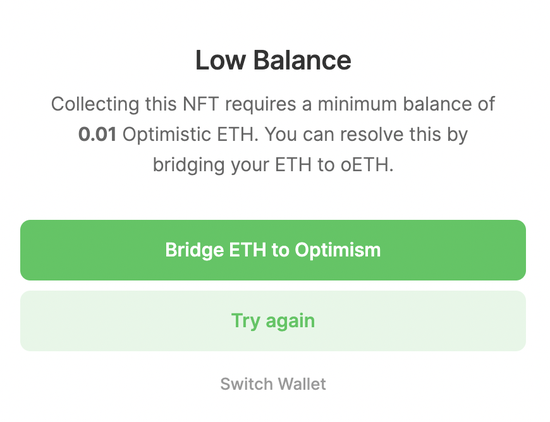 Low Balance
Collecting this NFT requires a minimum balance of
0.01 Optimistic ETH. You can resolve this by
bridging your ETH to oETH.
Bridge ETH to Optimism
Try again
Switch Wallet